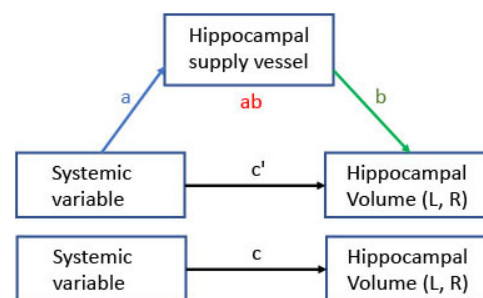 Hippocampal
supply vessel
a
ab
b
Systemic
variable
c'
Hippocampal
Volume (L, R)
Systemic
variable
c
Hippocampal
Volume (L, R)